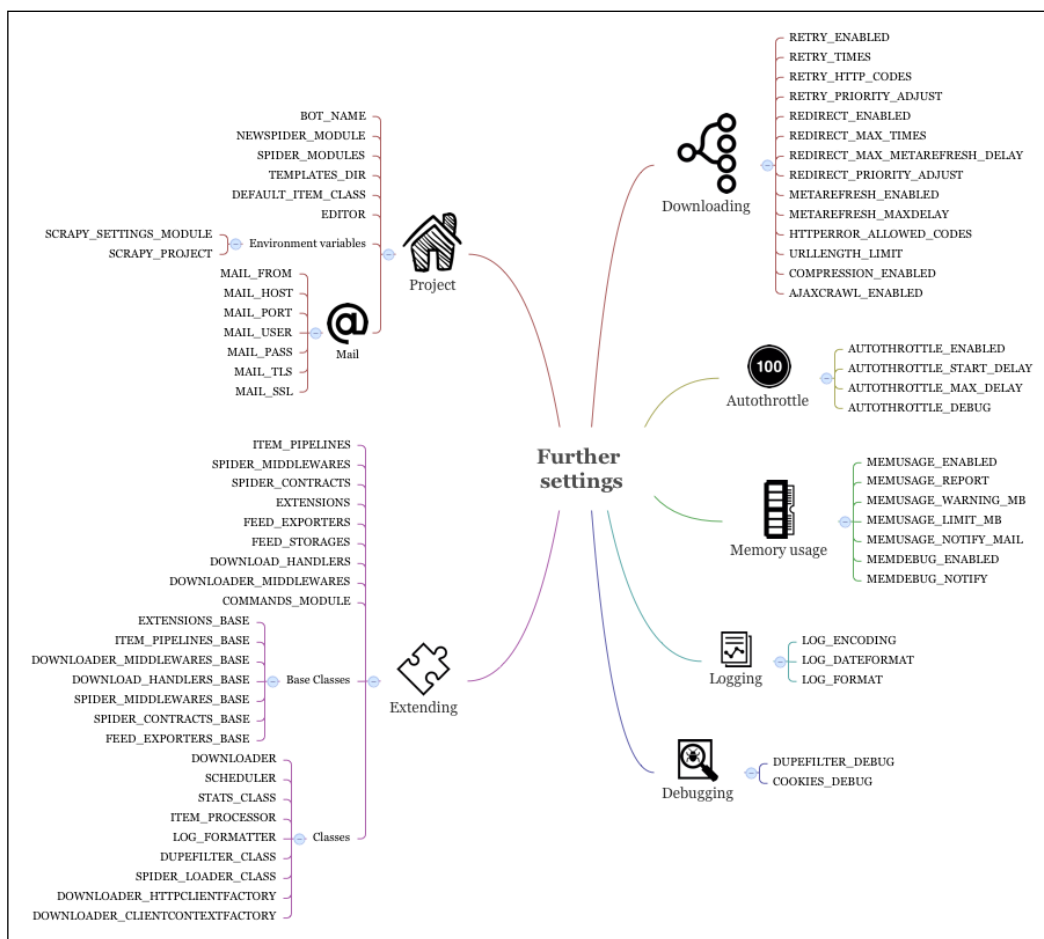 BOT_NAME
NEWSPIDER_MODULE
SPIDER_MODULES
TEMPLATES_DIR
DEFAULT_ITEM_CLASS
EDITOR
SCRAPY_SETTINGS_MODULE
SCRAPY_PROJECT
Environment variables
Project
MAIL_FROM
MAIL_HOST
MAIL_PORT
MAIL_USER
MAIL_PASS
MAIL_TLS
MAIL_SSL
@
Mail
ITEM_PIPELINES
SPIDER_MIDDLEWARES
SPIDER_CONTRACTS
EXTENSIONS
FEED_EXPORTERS
FEED_STORAGES
DOWNLOAD_HANDLERS
DOWNLOADER_MIDDLEWARES
COMMANDS_MODULE
EXTENSIONS_BASE
ITEM_PIPELINES_BASE
DOWNLOADER_MIDDLEWARES_BASE
DOWNLOAD_HANDLERS_BASE
SPIDER_MIDDLEWARES_BASE
SPIDER_CONTRACTS_BASE
FEED_EXPORTERS_BASE
Base Classes
Extending
DOWNLOADER
SCHEDULER
STATS_CLASS
ITEM_PROCESSOR
LOG_FORMATTER
DUPEFILTER_CLASS
SPIDER_LOADER_CLASS
DOWNLOADER_HTTPCLIENTFACTORY
DOWNLOADER_CLIENTCONTEXTFACTORY
Classes
Further
settings
Downloading
RETRY_ENABLED
RETRY_TIMES
RETRY_HTTP_CODES
RETRY_PRIORITY_ADJUST
REDIRECT_ENABLED
REDIRECT_MAX_TIMES
REDIRECT_MAX_METAREFRESH_DELAY
REDIRECT_PRIORITY_ADJUST
METAREFRESH_ENABLED
METAREFRESH_MAXDELAY
HTTPERROR_ALLOWED_CODES
URLLENGTH_LIMIT
COMPRESSION_ENABLED
AJAXCRAWL_ENABLED
100
Autothrottle
AUTOTHROTTLE_ENABLED
AUTOTHROTTLE_START_DELAY
AUTOTHROTTLE_MAX_DELAY
AUTOTHROTTLE_DEBUG
Memory usage
MEMUSAGE_ENABLED
MEMUSAGE_REPORT
MEMUSAGE_WARNING_MB
MEMUSAGE_LIMIT_MB
MEMUSAGE_NOTIFY_MAIL
MEMDEBUG_ENABLED
MEMDEBUG_NOTIFY
Logging
LOG_ENCODING
LOG_DATEFORMAT
LOG_FORMAT
Debugging
DUPEFILTER_DEBUG
COOKIES_DEBUG